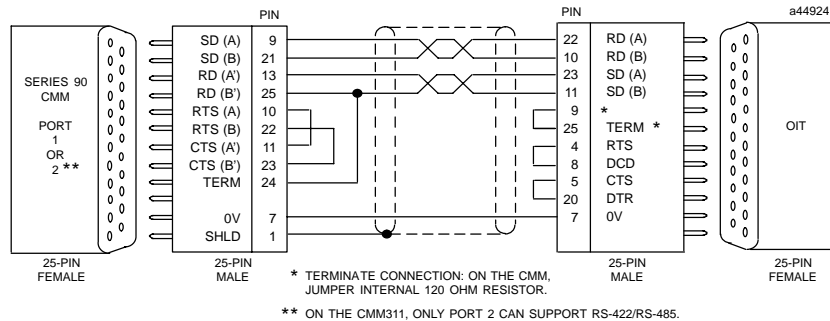 a44924
PIN
PIN
SERIES 90
CMM
PORT
1
OR
2 **
SD (A) 9
SD (B) 21
RD (A') 13
RD (B') 25
RTS (A) 10
RTS (B) 22
CTS (A') 11
CTS (B') 23
TERM 24
0V 7
SHLD 1
22 RD (A)
10 RD (B)
23 SD (A)
11 SD (B)
9 *
25 TERM *
4 RTS
8 DCD
5 CTS
20 DTR
7 0V
OIT
25-PIN
FEMALE
25-PIN
MALE
25-PIN
MALE
25-PIN
FEMALE
* TERMINATE CONNECTION: ON THE CMM,
JUMPER INTERNAL 120 OHM RESISTOR.
** ON THE CMM311, ONLY PORT 2 CAN SUPPORT RS-422/RS-485.